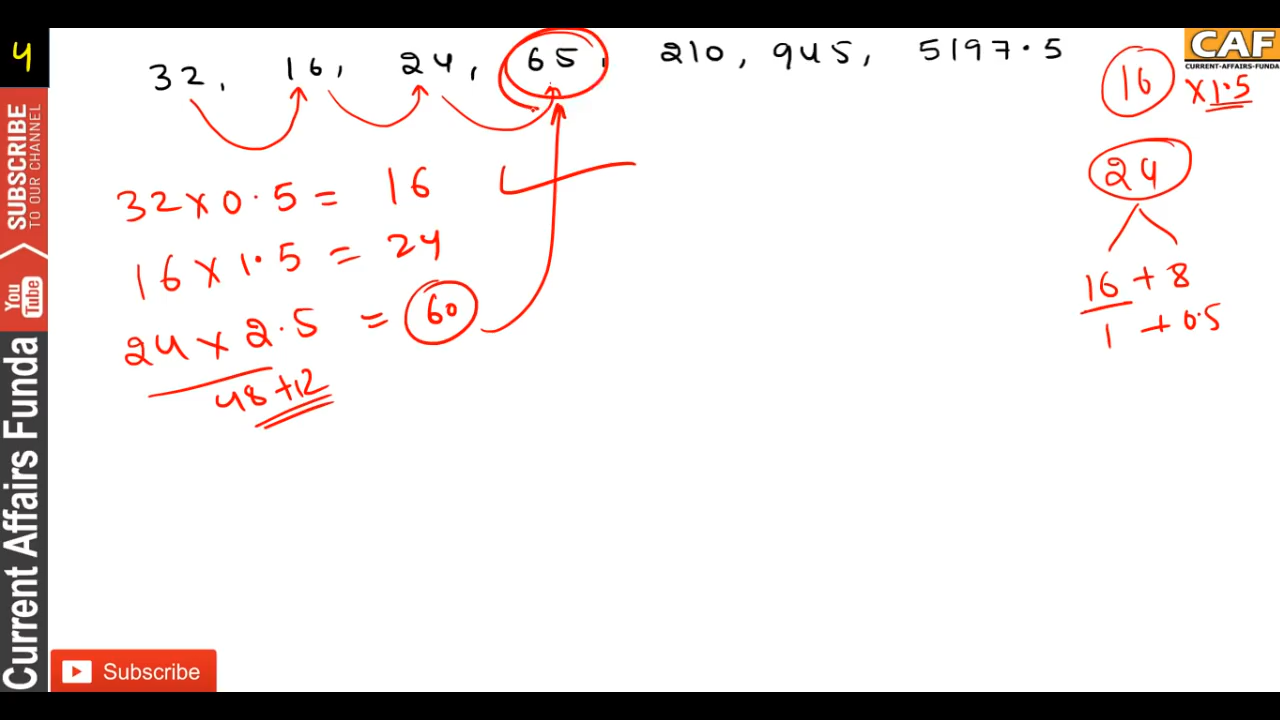 4
32, 16, 24, 65, 210, 945, 5197.5
CAF
CURRENT-AFFAIRS-FUNDA
16 × 1.5
24
16 + 8
1 + 0.5
32 × 0.5 = 16
16 × 1.5 = 24
24 × 2.5 = 60
48 + 12
SUBSCRIBE
TO OUR CHANNEL
You Tube
Current Affairs Funda
Subscribe